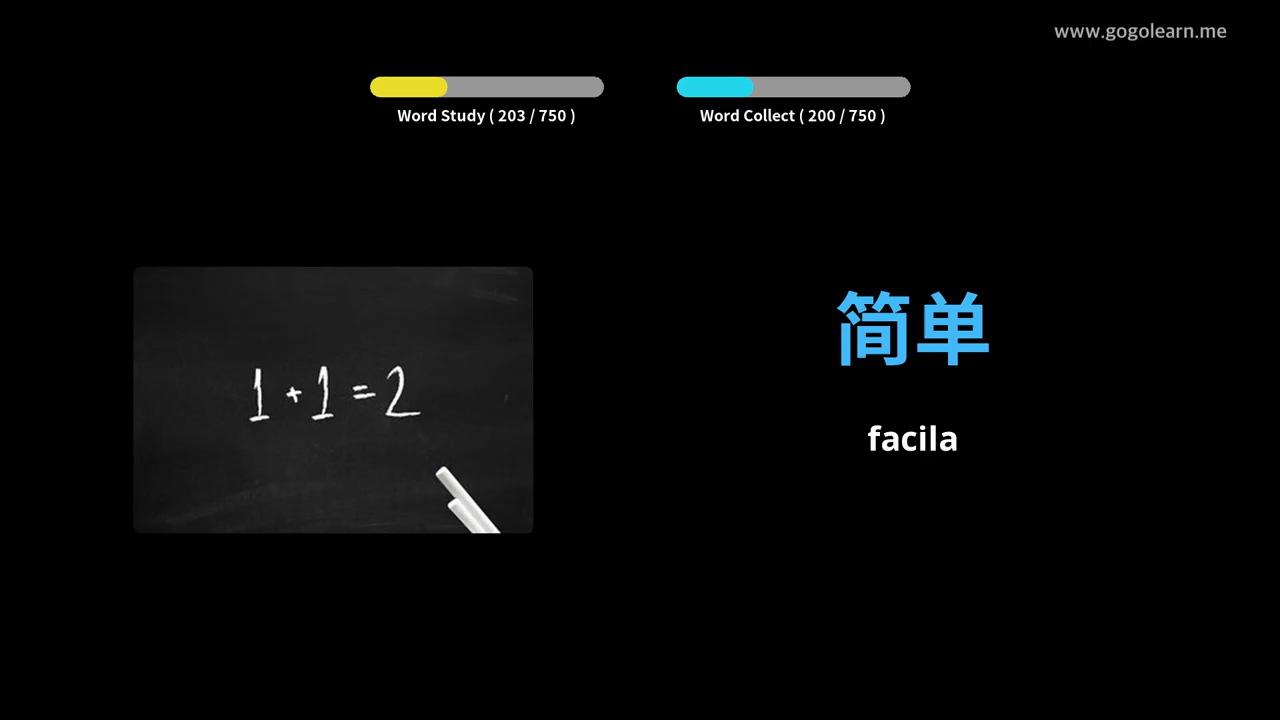 www.gogolearn.me
Word Study ( 203 / 750 )
Word Collect ( 200 / 750 )
1 + 1 = 2
简单
facila